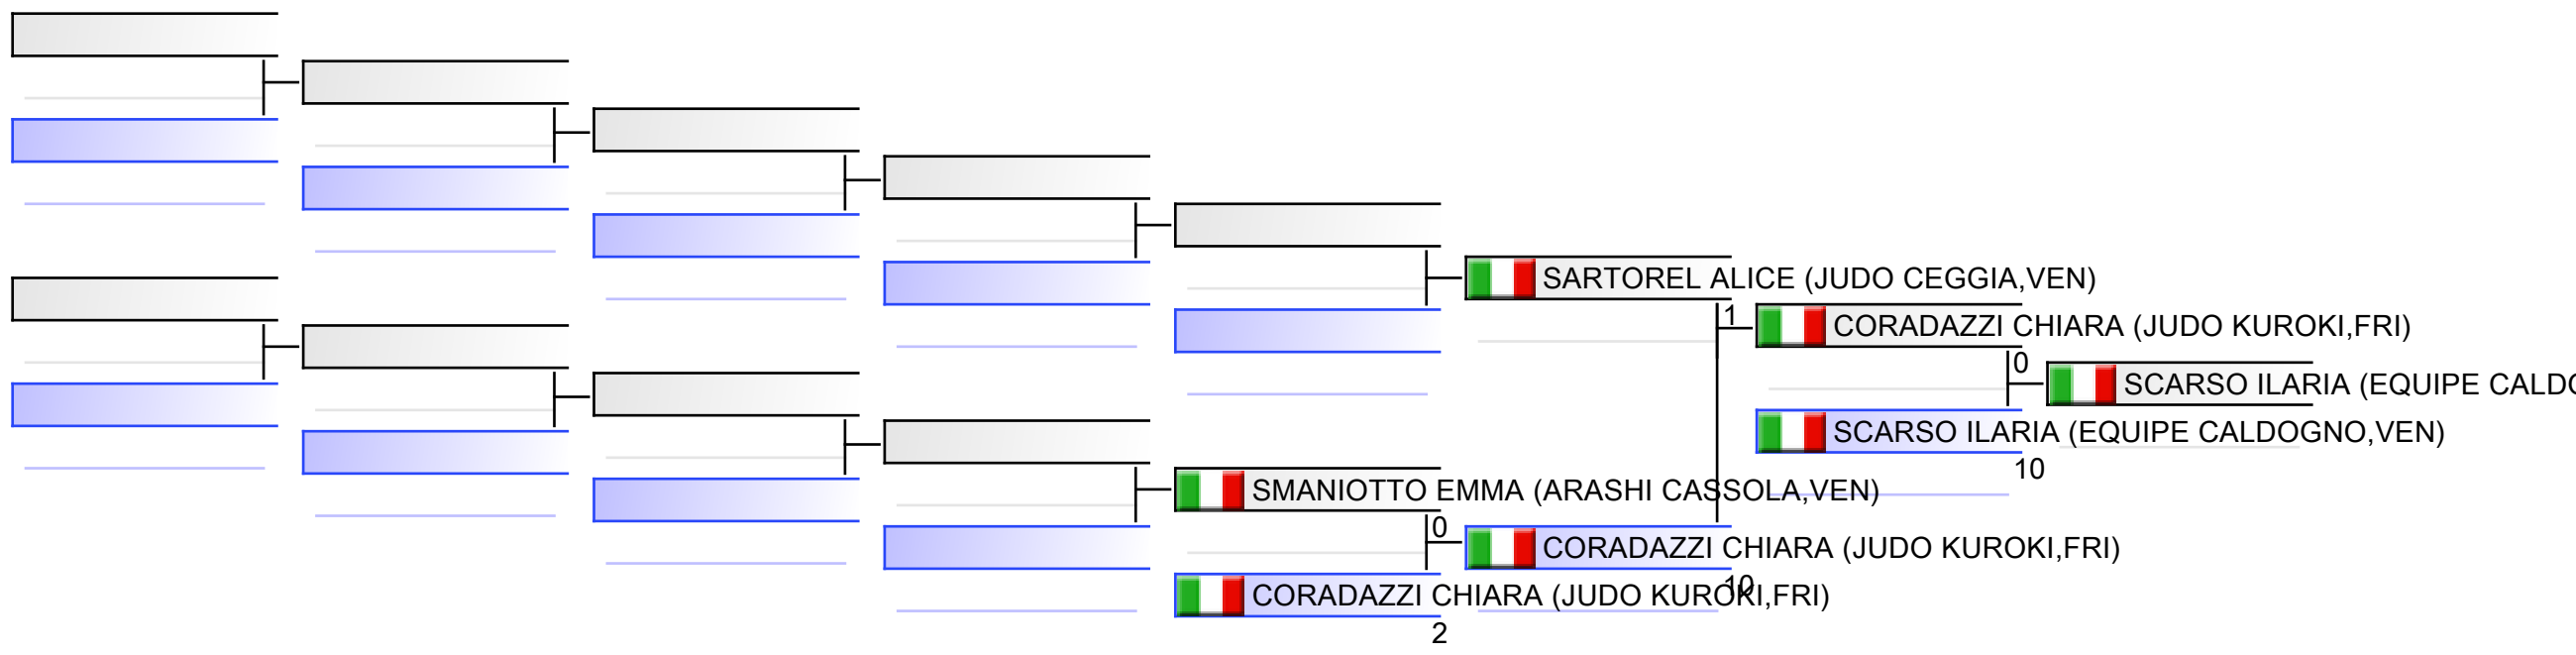 SARTOREL ALICE (JUDO CEGGIA,VEN)
1
CORADAZZI CHIARA (JUDO KUROKI,FRI)
0
SCARSO ILARIA (EQUIPE CALDO
SCARSO ILARIA (EQUIPE CALDOGNO,VEN)
10
SMANIOTTO EMMA (ARASHI CASSOLA,VEN)
0
CORADAZZI CHIARA (JUDO KUROKI,FRI)
10
CORADAZZI CHIARA (JUDO KUROKI,FRI)
2